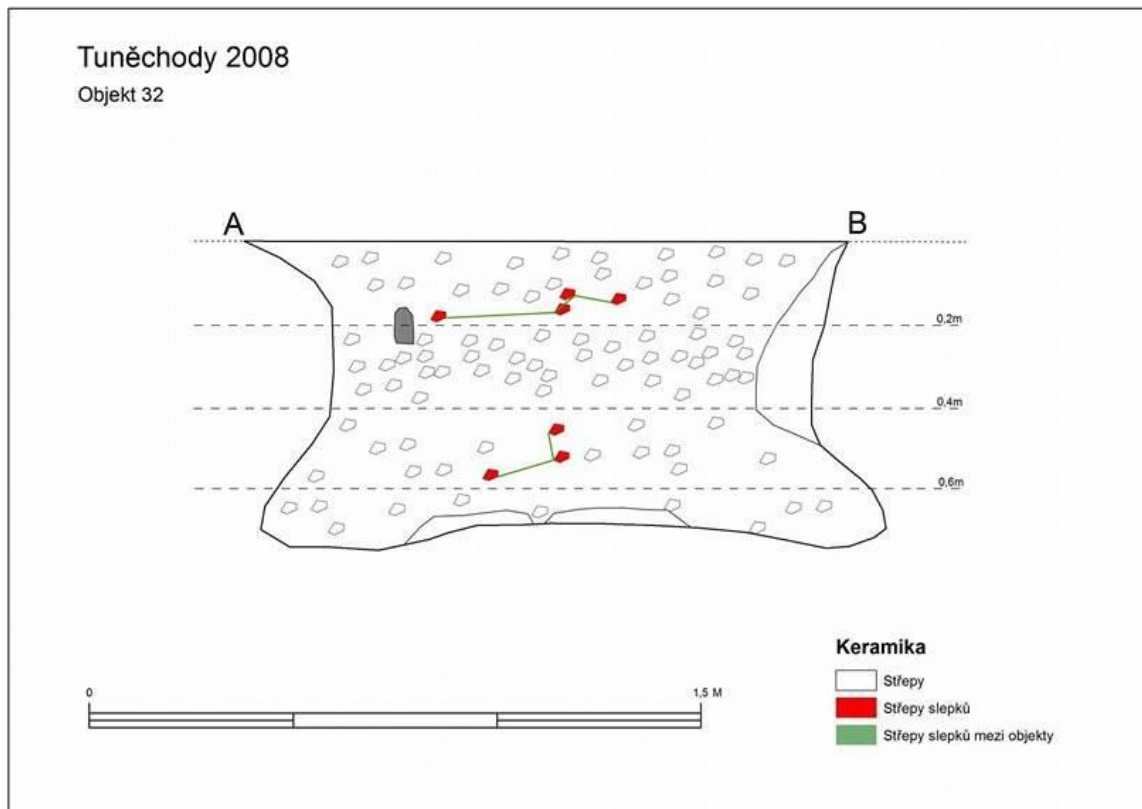 Tuněchody 2008
Objekt 32
A
B
0,2m
0,4m
0,6m
0
1,5 M
Keramika
Střepy
Střepy slepků
Střepy slepků mezi objekty